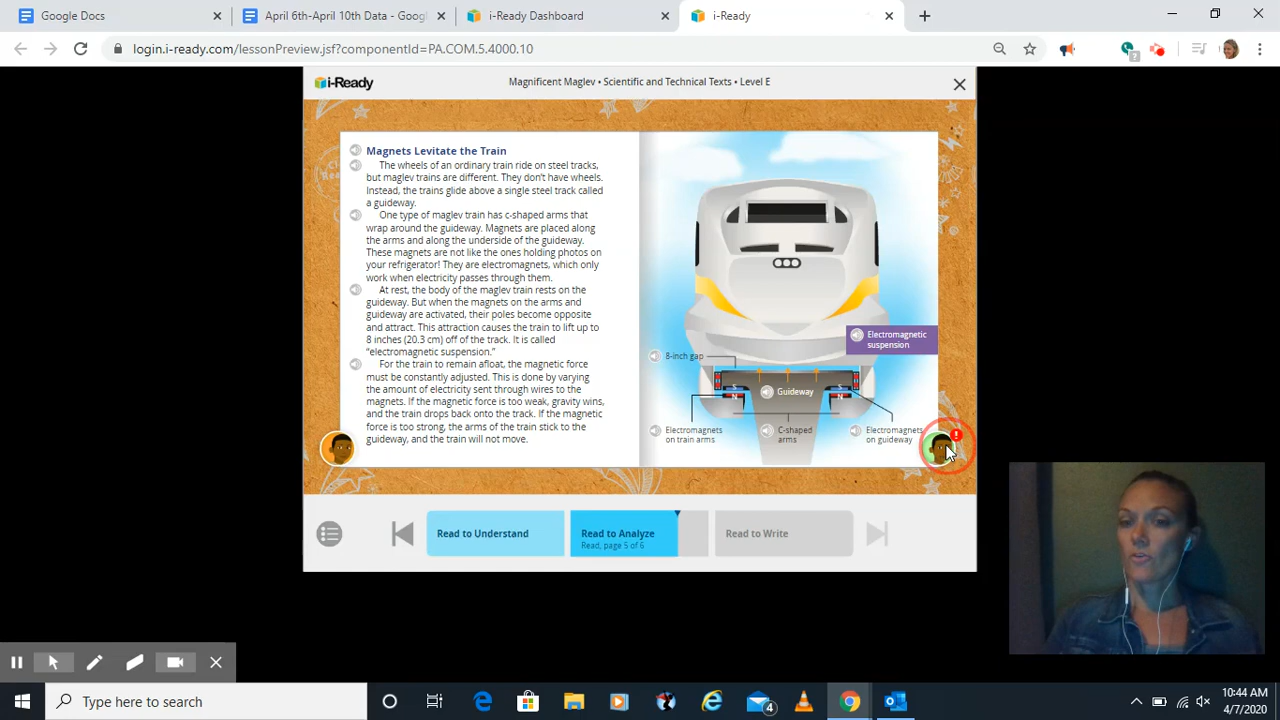 Google Docs
April 6th-April 10th Data - Goog
i-Ready Dashboard
i-Ready
login.i-ready.com/lessonPreview.jsf?componentId=PA.COM.5.4000.10
i-Ready
Magnificent Maglev • Scientific and Technical Texts • Level E
Magnets Levitate the Train
The wheels of an ordinary train ride on steel tracks,
but maglev trains are different. They don't have wheels.
Instead, the trains glide above a single steel track called
a guideway.
One type of maglev train has c-shaped arms that
wrap around the guideway. Magnets are placed along
the arms and along the underside of the guideway.
These magnets are not like the ones holding photos on
your refrigerator! They are electromagnets, which only
work when electricity passes through them.
At rest, the body of the maglev train rests on the
guideway. But when the magnets on the arms and
guideway are activated, their poles become opposite
and attract. This attraction causes the train to lift up to
8 inches (20.3 cm) off of the track. It is called
"electromagnetic suspension."
For the train to remain afloat, the magnetic force
must be constantly adjusted. This is done by varying
the amount of electricity sent through wires to the
magnets. If the magnetic force is too weak, gravity wins,
and the train drops back onto the track. If the magnetic
force is too strong, the arms of the train stick to the
guideway, and the train will not move.
Electromagnetic
suspension
8-inch gap
Guideway
S
S
N
N
Electromagnets
on train arms
C-shaped
arms
Electromagnets
on guideway
!
Read to Understand
Read to Analyze
Read, page 5 of 6
Read to Write
Type here to search
4
10:44 AM
4/7/2020